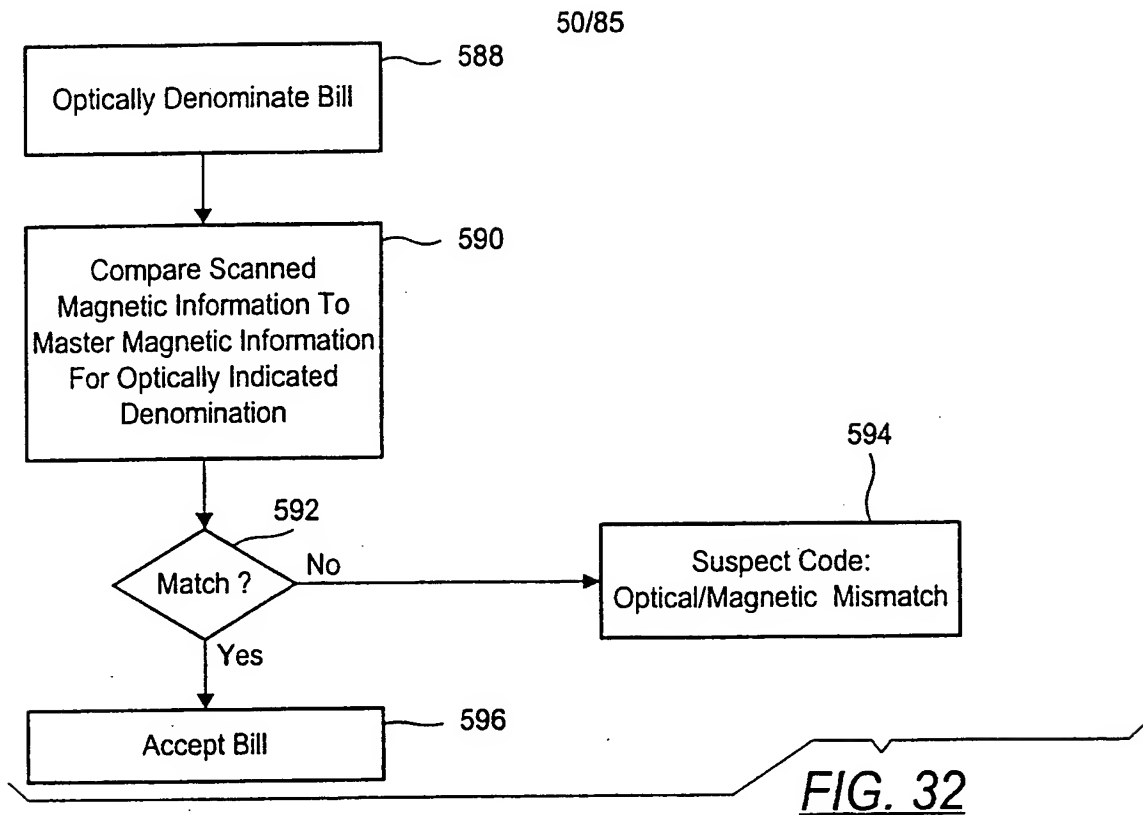 50/85
588
Optically Denominate Bill
590
Compare Scanned
Magnetic Information To
Master Magnetic Information
For Optically Indicated
Denomination
592
Match ?
No
594
Suspect Code:
Optical/Magnetic Mismatch
Yes
596
Accept Bill
FIG. 32